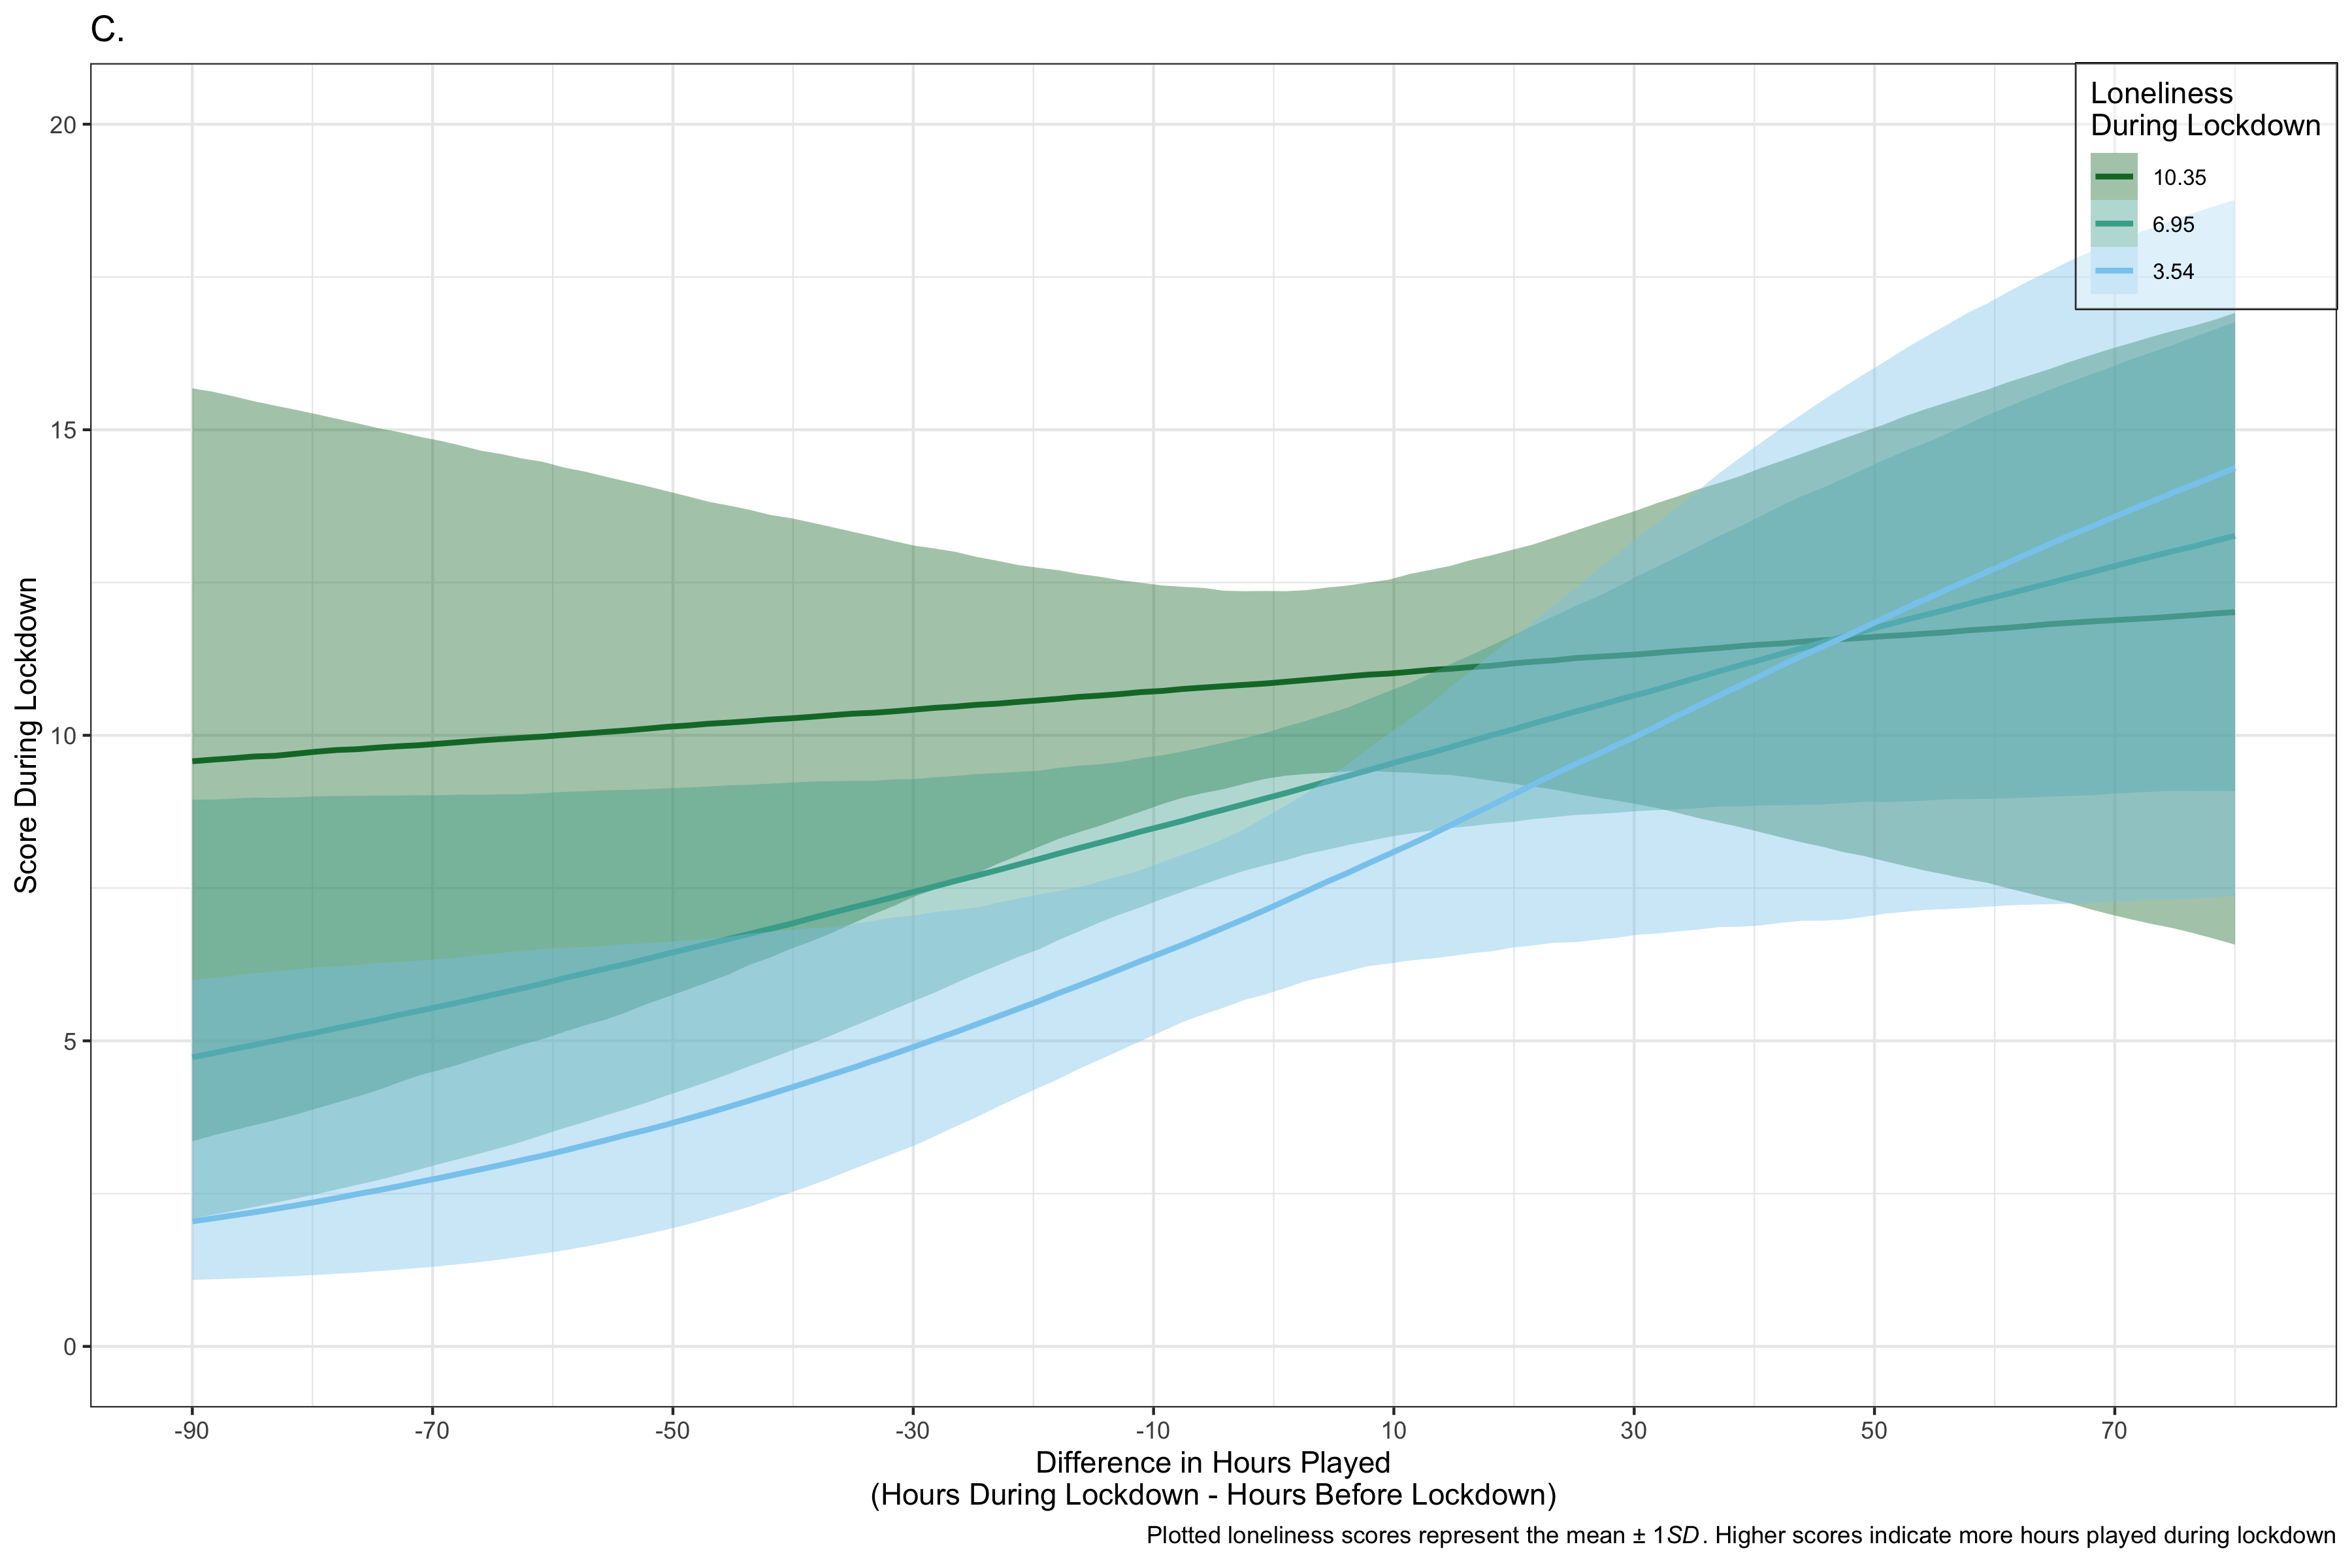 C.
Loneliness
During Lockdown
10.35
6.95
3.54
20
15
10
5
0
Score During Lockdown
-90 -70 -50 -30 -10 10 30 50 70
Difference in Hours Played
(Hours During Lockdown - Hours Before Lockdown)
Plotted loneliness scores represent the mean ± 1SD. Higher scores indicate more hours played during lockdown